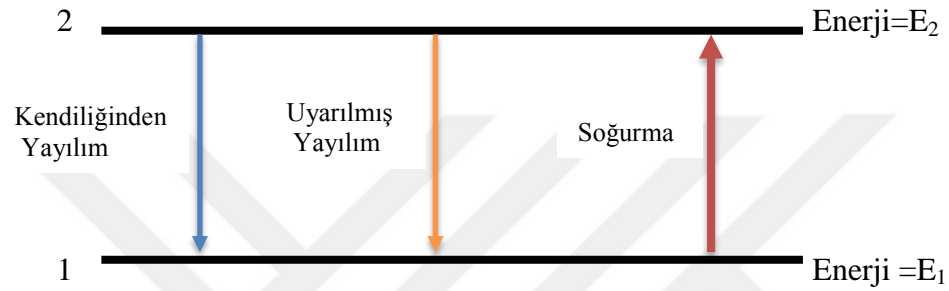 2
Enerji=E₂
Kendiliğinden
Yayılım
Uyarılmış
Yayılım
Soğurma
1
Enerji =E₁